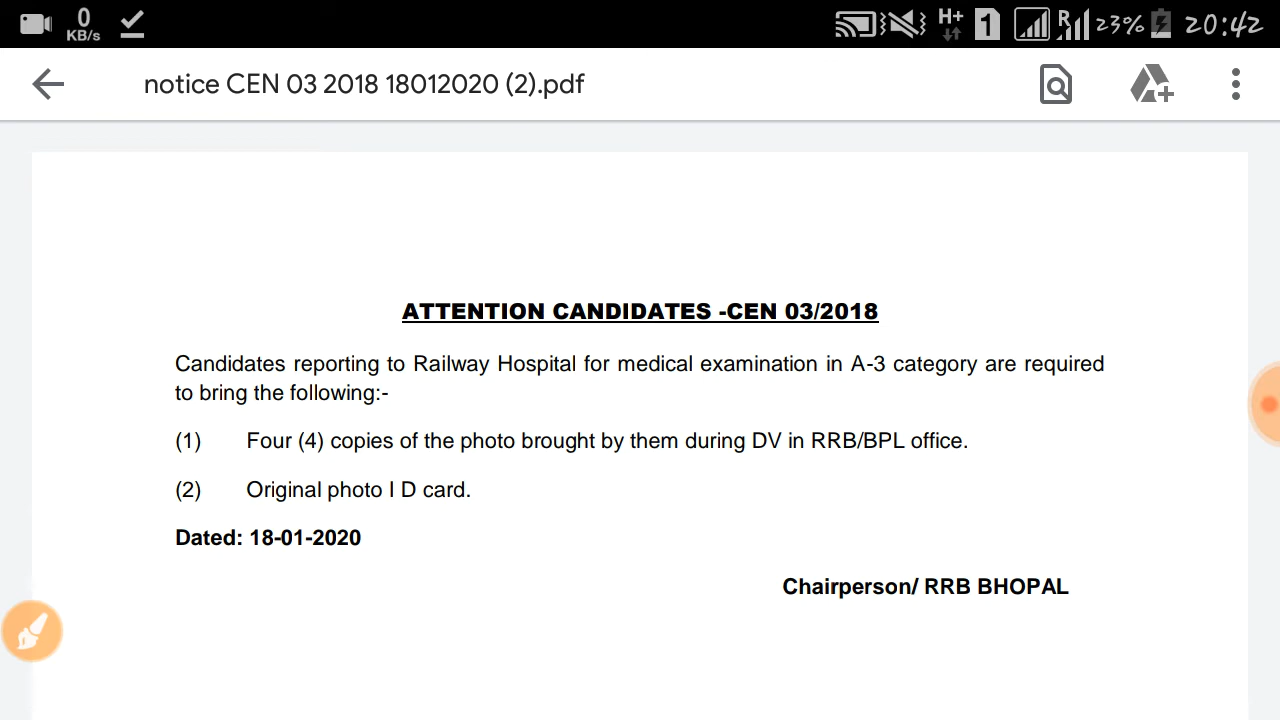 0
KB/s
H+ 1 R 23% 20:42
notice CEN 03 2018 18012020 (2).pdf
ATTENTION CANDIDATES -CEN 03/2018
Candidates reporting to Railway Hospital for medical examination in A-3 category are required
to bring the following:-
(1) Four (4) copies of the photo brought by them during DV in RRB/BPL office.
(2) Original photo I D card.
Dated: 18-01-2020
Chairperson/ RRB BHOPAL